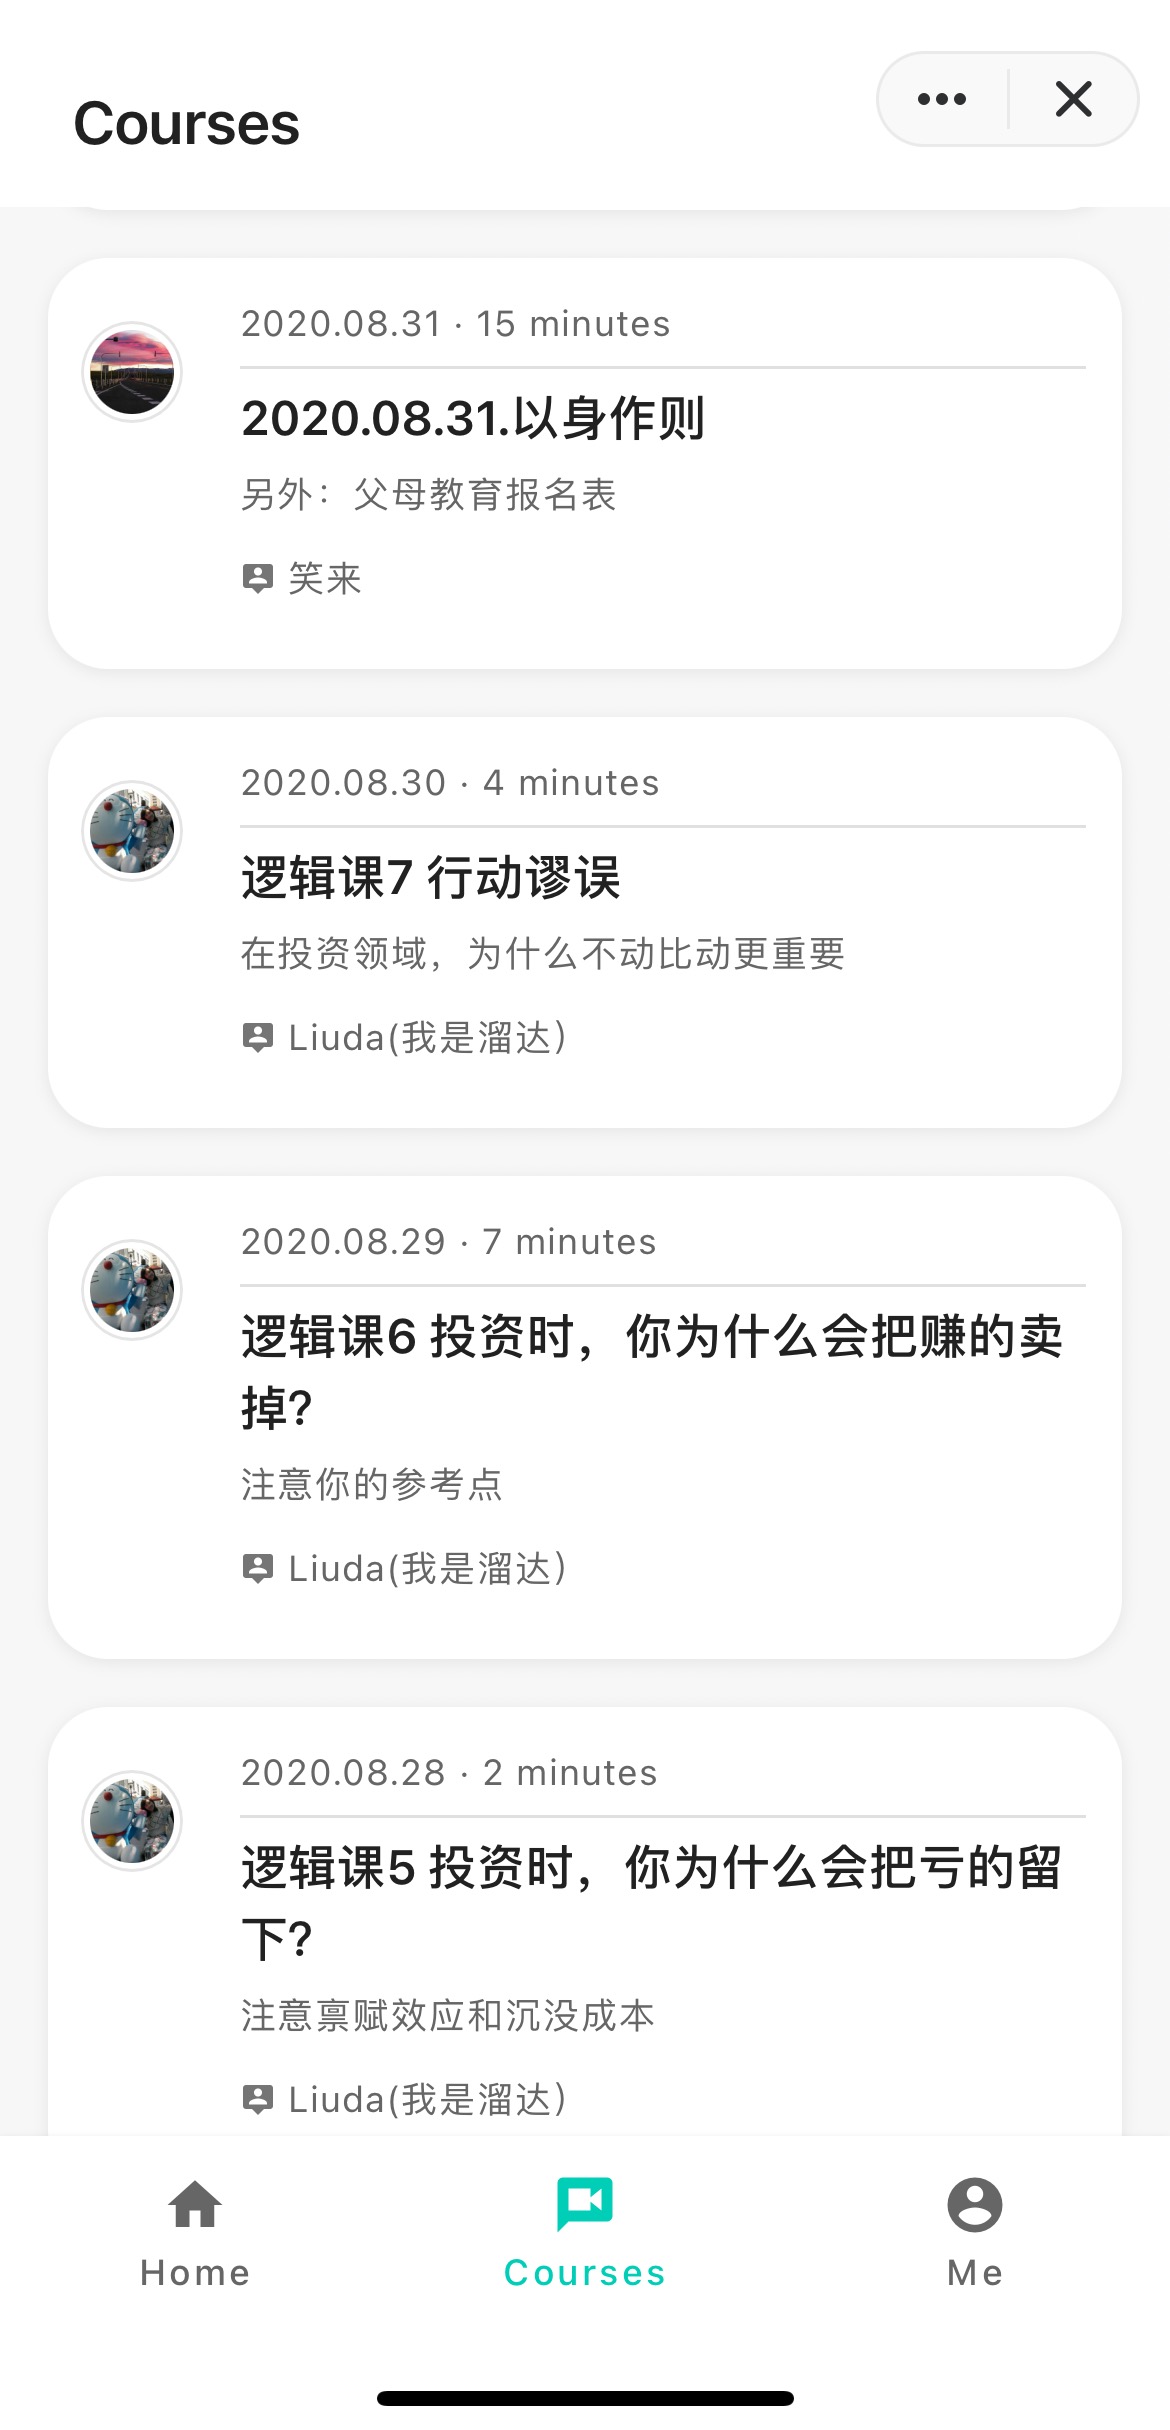 Courses
2020.08.31 · 15 minutes
2020.08.31.以身作则
另外：父母教育报名表
笑来
2020.08.30 · 4 minutes
逻辑课7 行动谬误
在投资领域，为什么不动比动更重要
Liuda(我是溜达）
2020.08.29 · 7 minutes
逻辑课6 投资时，你为什么会把赚的卖
掉?
注意你的参考点
Liuda(我是溜达）
2020.08.28 · 2 minutes
逻辑课5 投资时，你为什么会把亏的留
下?
注意禀赋效应和沉没成本
Liuda(我是溜达）
Home
Courses
Me